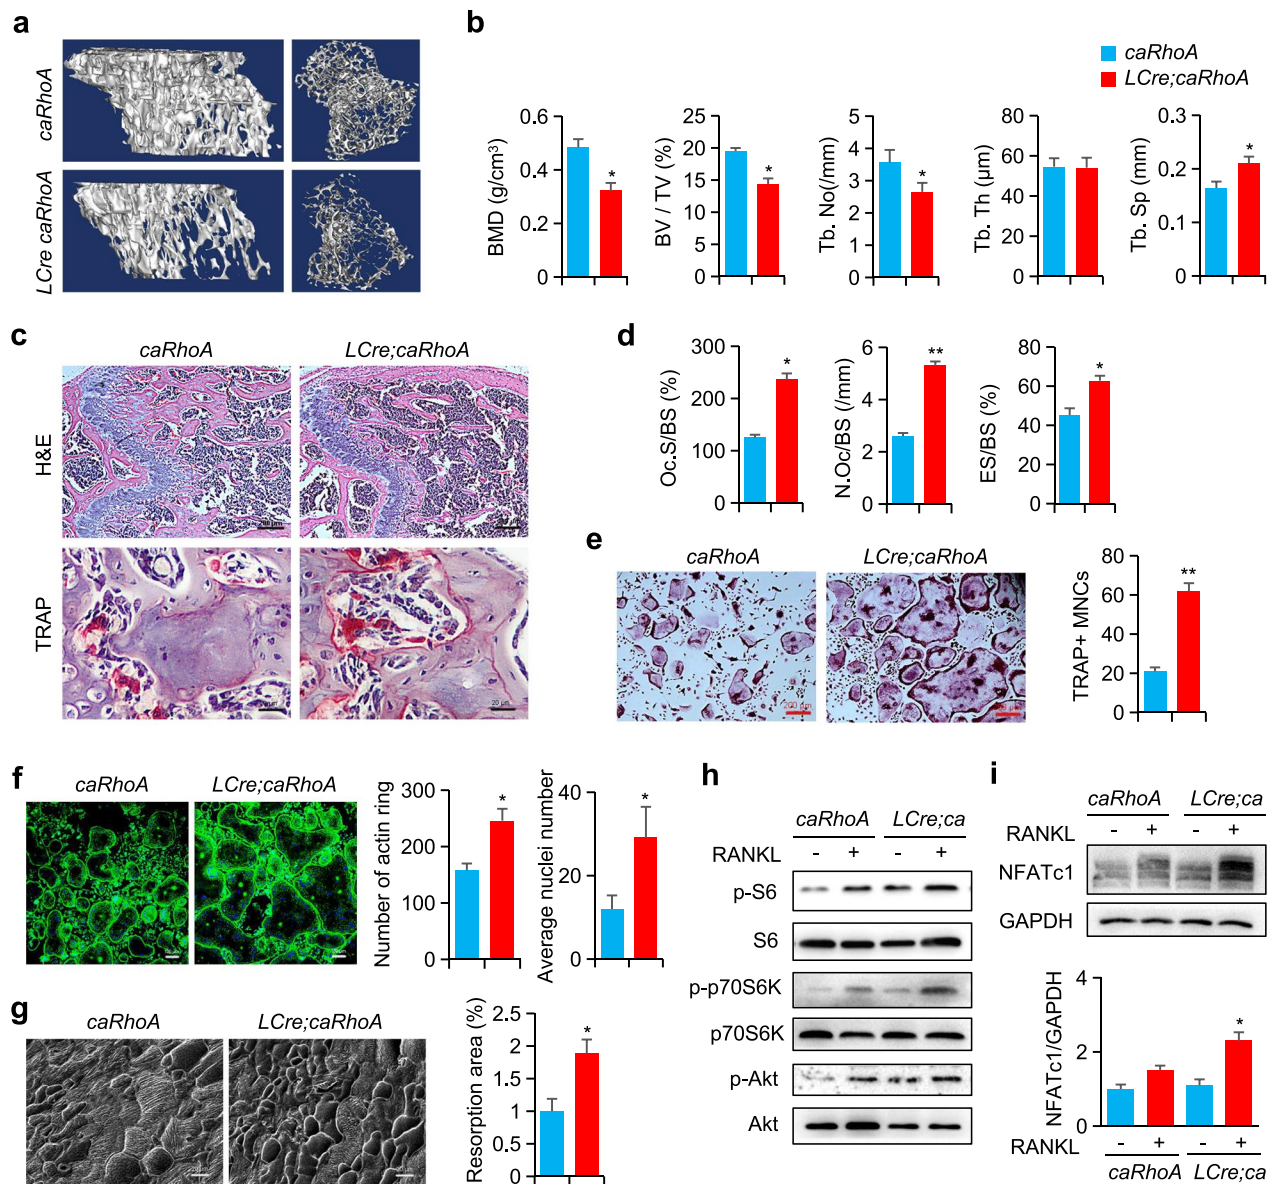 a
caRhoA
LCre caRhoA
b
caRhoA
LCre;caRhoA
BMD (g/cm³)
0.6
0.4
0.2
0
*
BV / TV (%)
25
20
15
10
5
0
*
Tb. No(/mm)
5
4
3
2
1
0
*
Tb. Th (µm)
80
60
40
20
0
Tb. Sp (mm)
0.3
0.2
0.1
0
*
c
caRhoA
LCre;caRhoA
H&E
TRAP
20 µm
d
Oc.S/BS (%)
300
200
100
0
*
N.Oc/BS (/mm)
6
4
2
0
**
ES/BS (%)
80
60
40
20
0
*
e
caRhoA
LCre;caRhoA
200 µm
TRAP+ MNCs
80
60
40
20
0
**
f
caRhoA
LCre;caRhoA
Number of actin ring
300
200
150
0
*
Average nuclei number
40
20
0
*
g
caRhoA
LCre;caRhoA
Resorption area (%)
2.5
2
1.5
1
0.5
0
*
h
caRhoA
LCre;ca
RANKL
- + - +
p-S6
S6
p-p70S6K
p70S6K
p-Akt
Akt
i
caRhoA
LCre;ca
RANKL
- + - +
NFATc1
GAPDH
NFATc1/GAPDH
4
2
0
*
RANKL
- + - +
caRhoA
LCre;ca